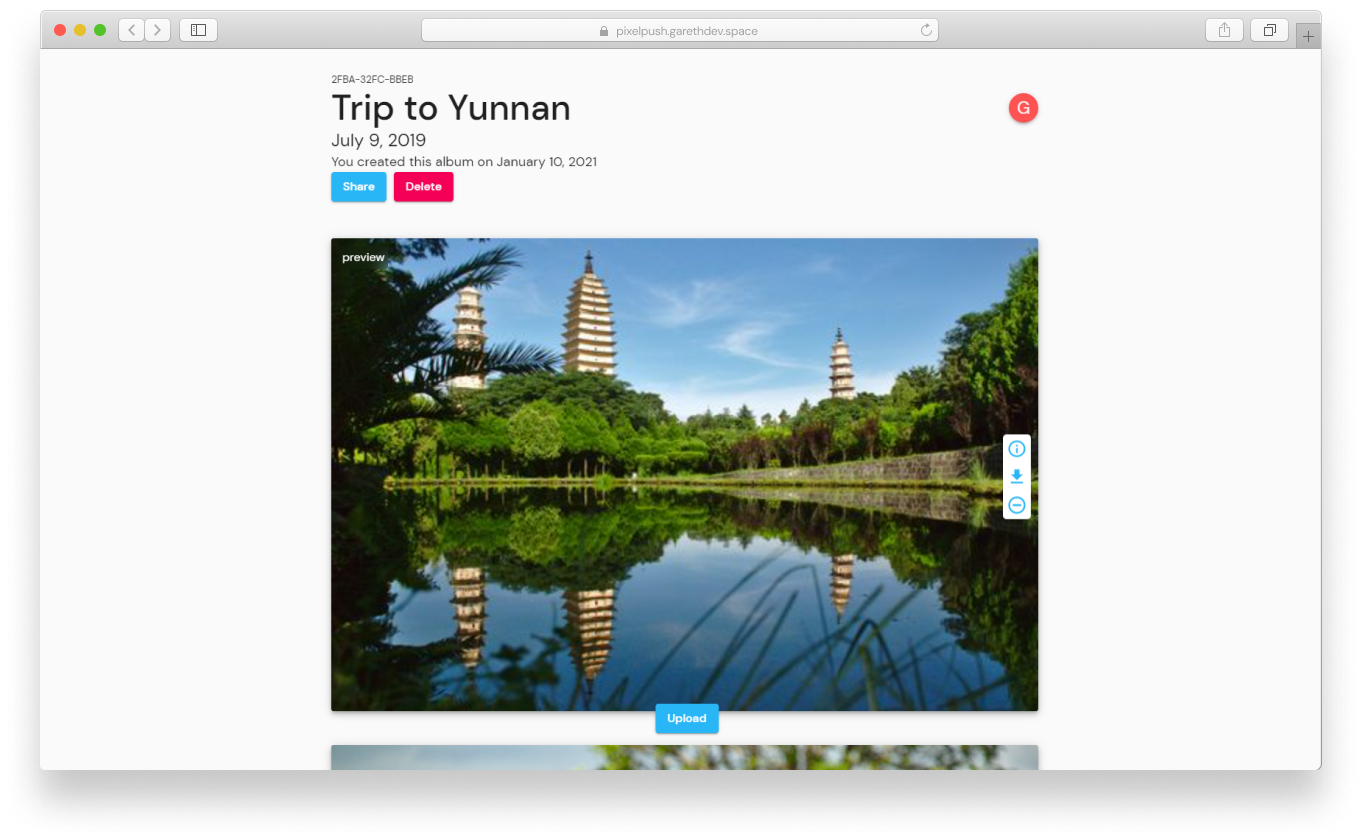 pixelpush.garethdev.space
2FBA-32FC-BBEB
Trip to Yunnan
G
July 9, 2019
You created this album on January 10, 2021
Share Delete
preview
Upload